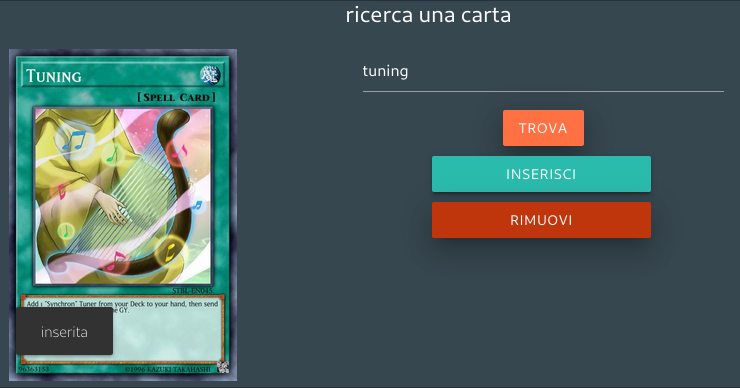 ricerca una carta
TUNING
[ SPELL CARD ]
tuning
TROVA
INSERISCI
RIMUOVI
STBL-EN045
Add 1 "Synchron" Tuner from your Deck to your hand, then send
GY.
inserita
06363153
©1996 KAZUKI TAKAHASHI